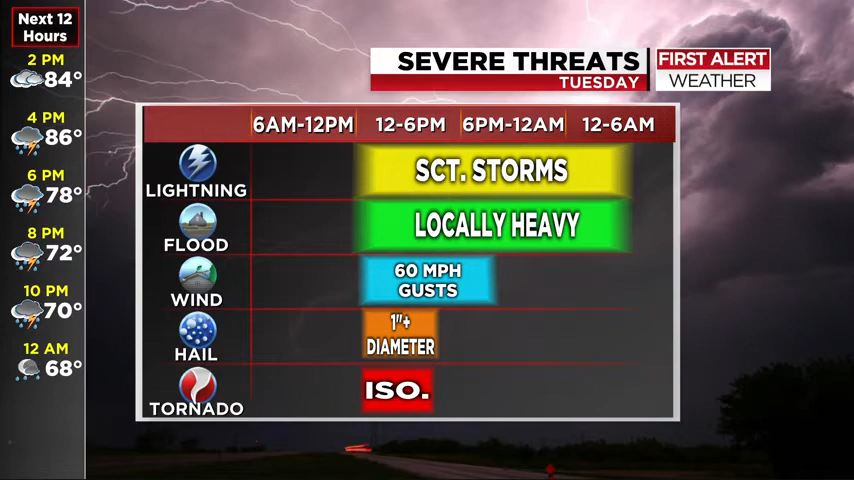 Next 12
Hours
2 PM
84°
4 PM
86°
6 PM
78°
8 PM
72°
10 PM
70°
12 AM
68°
SEVERE THREATS
TUESDAY
FIRST ALERT
WEATHER
6AM-12PM 12-6PM 6PM-12AM 12-6AM
LIGHTNING
SCT. STORMS
FLOOD
LOCALLY HEAVY
WIND
60 MPH
GUSTS
HAIL
1"+
DIAMETER
TORNADO
ISO.